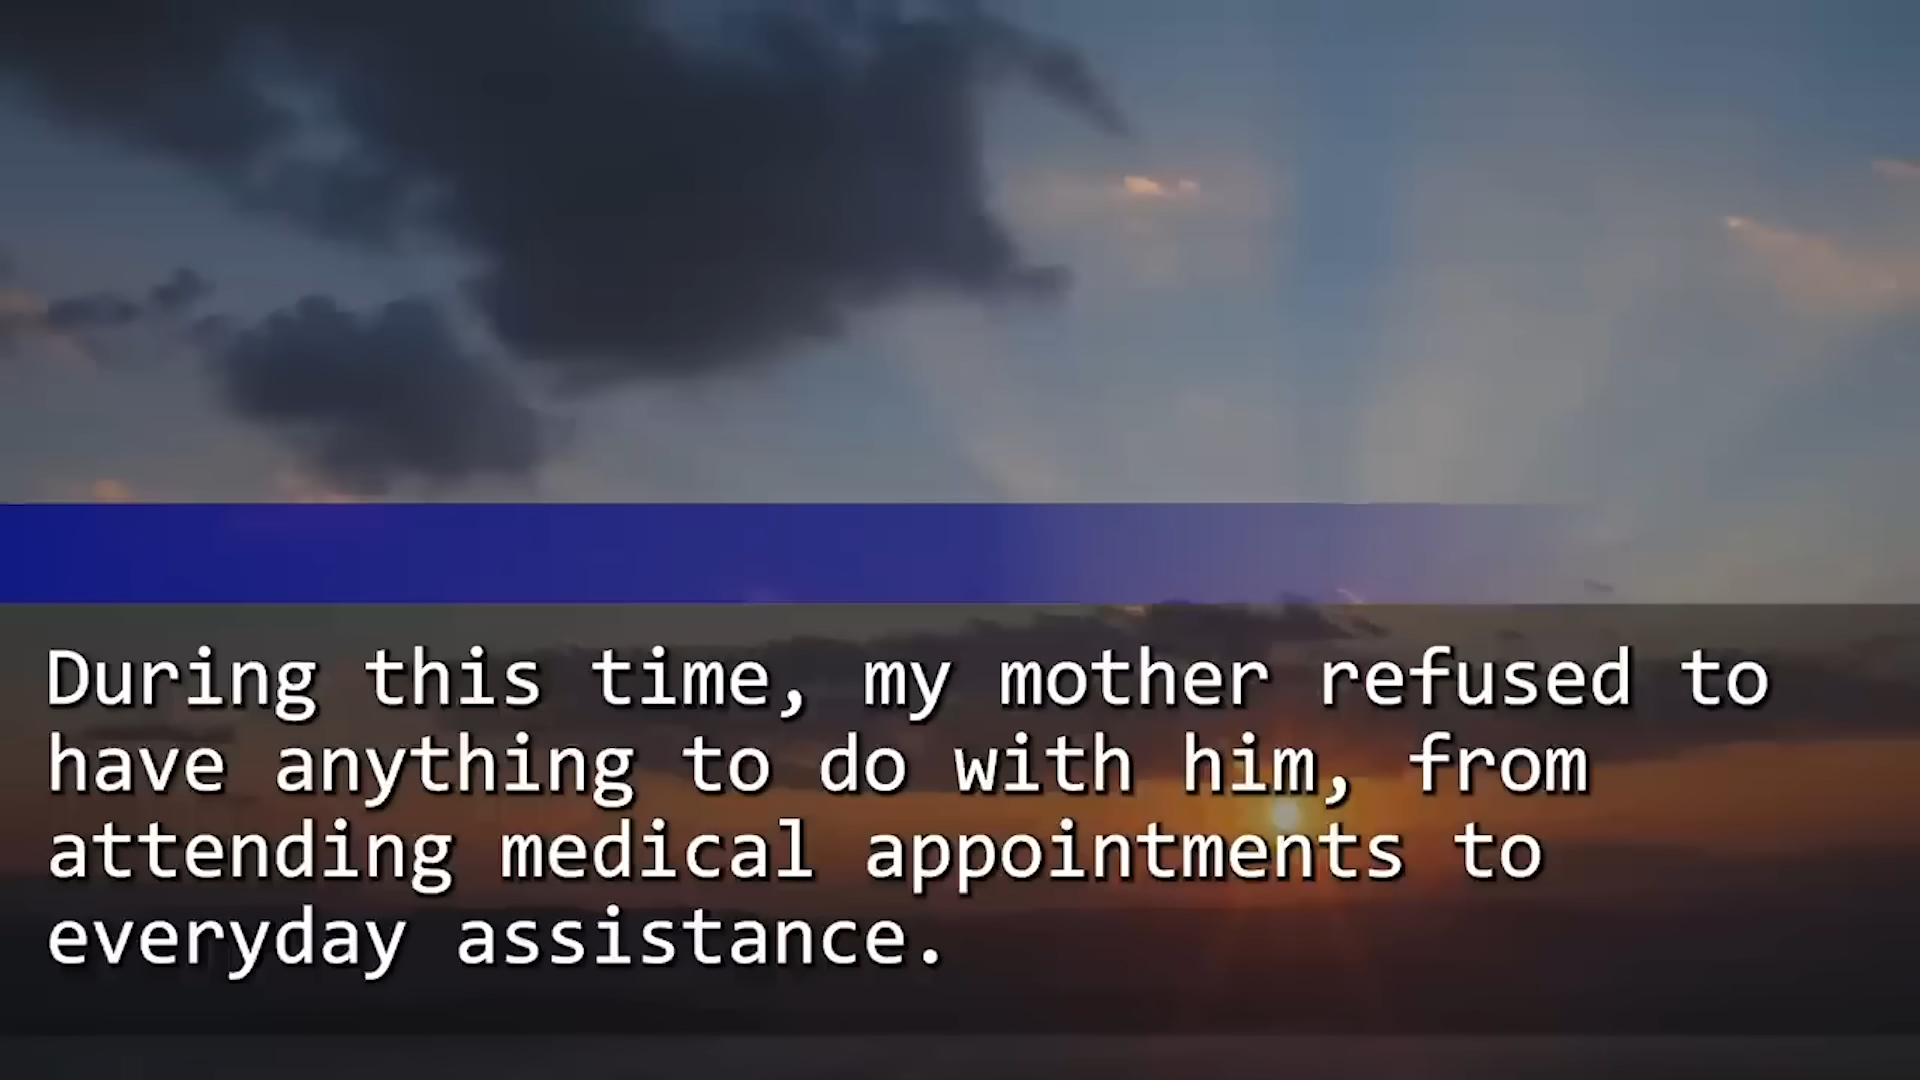 During this time, my mother refused to
have anything to do with him, from
attending medical appointments to
everyday assistance.